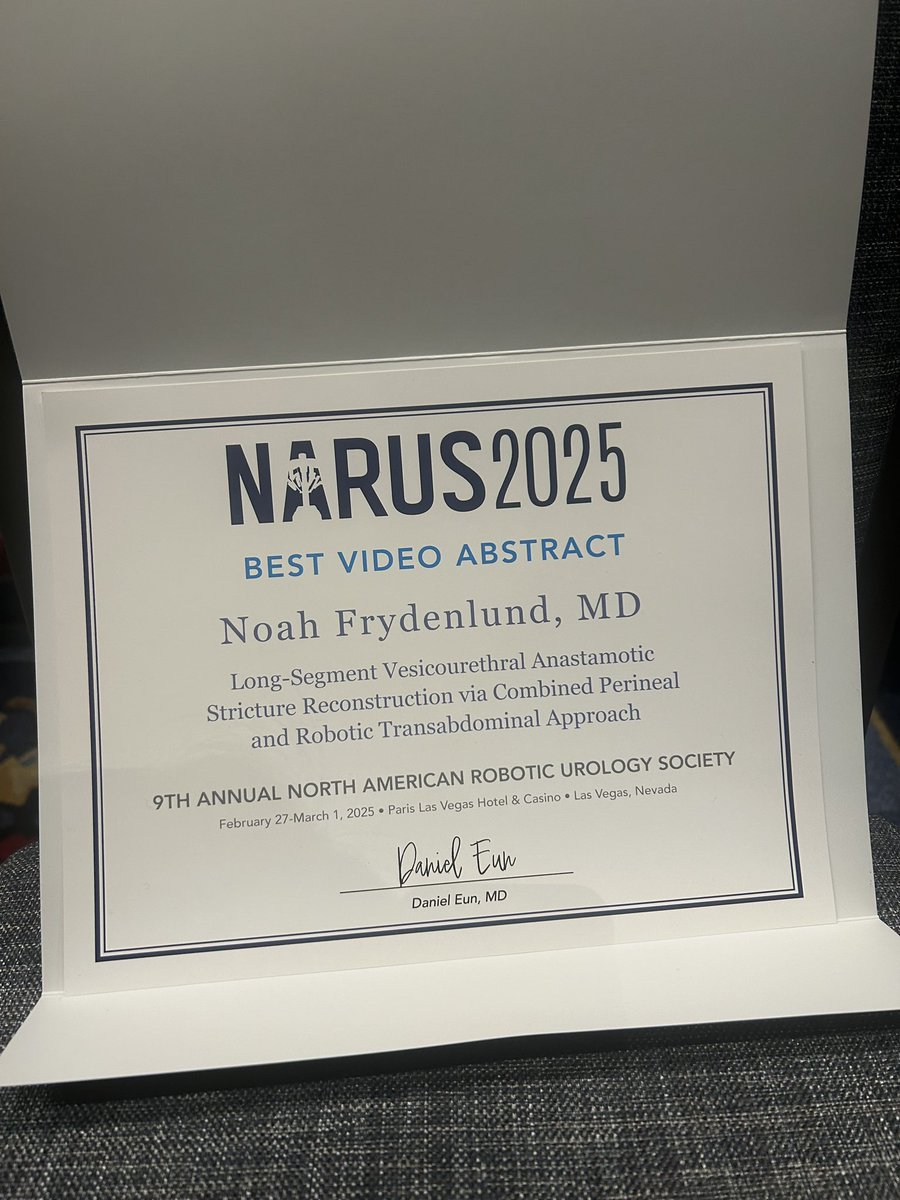 NARUS2025
BEST VIDEO ABSTRACT
Noah Frydenlund, MD
Long-Segment Vesicourethral Anastamotic
Stricture Reconstruction via Combined Perineal
and Robotic Transabdominal Approach
9TH ANNUAL NORTH AMERICAN ROBOTIC UROLOGY SOCIETY
February 27-March 1, 2025 • Paris Las Vegas Hotel & Casino • Las Vegas, Nevada
Daniel Eun
Daniel Eun, MD